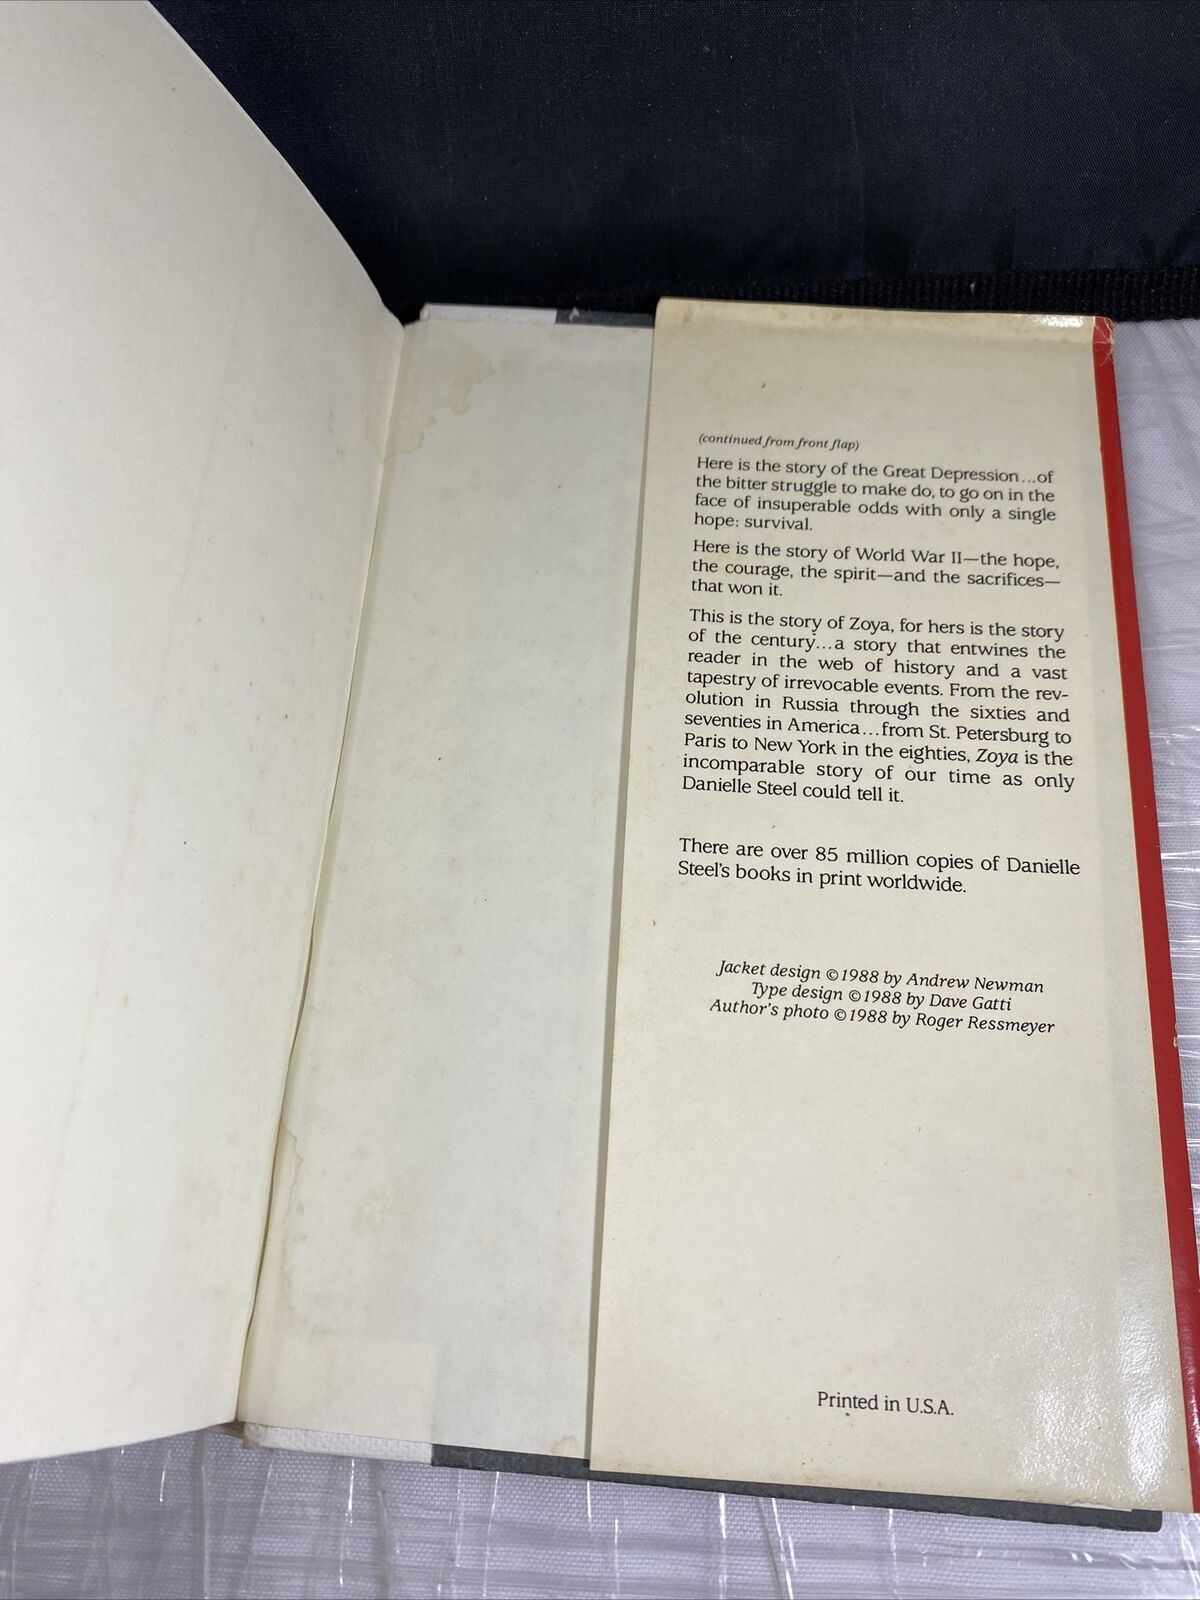 (continued from front flap)
Here is the story of the Great Depression...of
the bitter struggle to make do, to go on in the
face of insuperable odds with only a single
hope: survival.
Here is the story of World War II—the hope,
the courage, the spirit—and the sacrifices—
that won it.
This is the story of Zoya, for hers is the story
of the century...a story that entwines the
reader in the web of history and a vast
tapestry of irrevocable events. From the rev-
olution in Russia through the sixties and
seventies in America...from St. Petersburg to
Paris to New York in the eighties, Zoya is the
incomparable story of our time as only
Danielle Steel could tell it.
There are over 85 million copies of Danielle
Steel's books in print worldwide.
Jacket design ©1988 by Andrew Newman
Type design ©1988 by Dave Gatti
Author's photo ©1988 by Roger Ressmeyer
Printed in U.S.A.